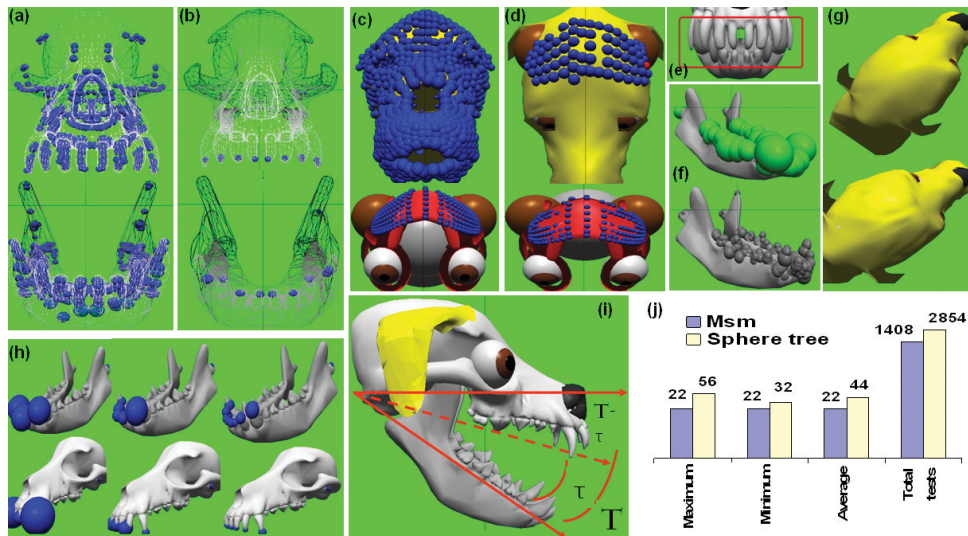 (a)
(b)
(c)
(d)
(e)
(f)
(g)
(h)
(i)
T-
τ
τ
T
(j)
Msm
Sphere tree
22 56
22 32
22 44
1408 2854
Maximum
Minimum
Average
Total
tests